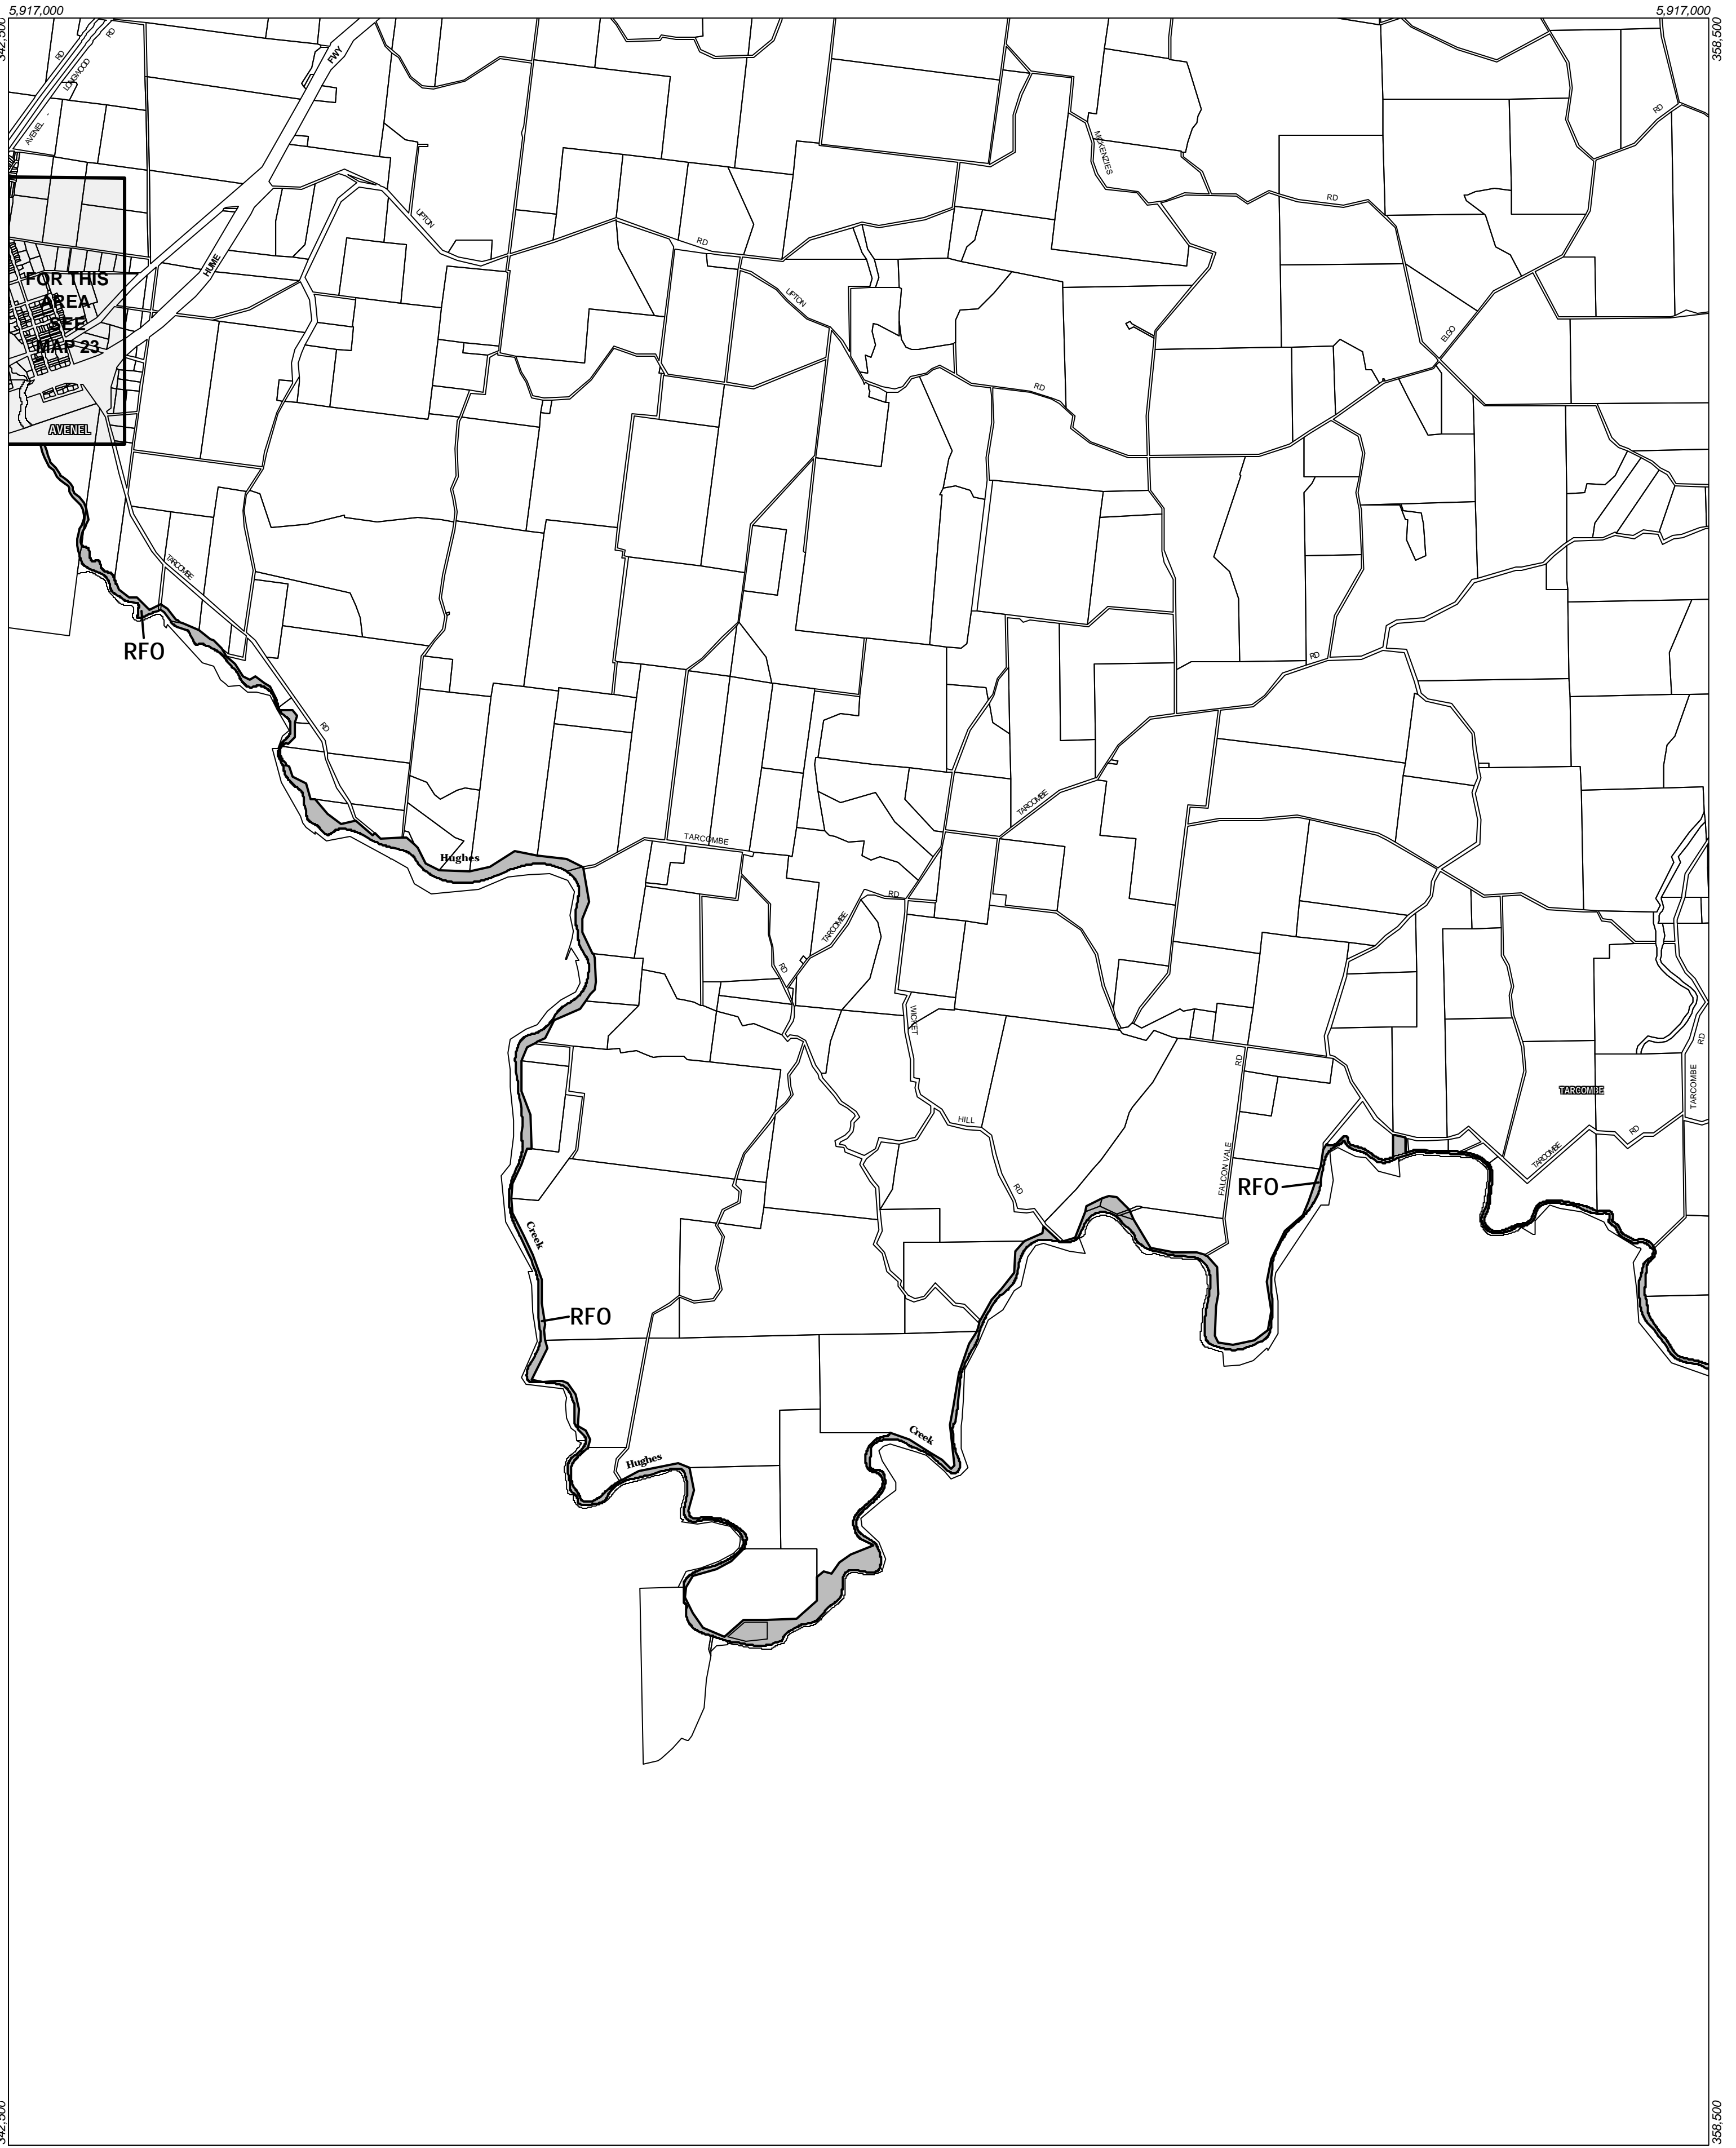 5,917,000
5,917,000
342,500
358,500
RD
RD
LONGWOOD
AVENEL
FWY
HUME
FOR THIS
AREA
SEE
MAP 23
AVENEL
UPTON
RD
UPTON
RD
MCKENZIES
RD
RD
ELGO
RD
TARCOMBE
RD
RFO
Hughes
TARCOMBE
RD
TARCOMBE
RD
TARCOMBE
WICKET
HILL
RD
RD
FALCON VALE
TARCOMBE
RD
TARCOMBE
TARCOMBE
RD
RFO
Creek
RFO
Hughes
Creek
342,500
358,500